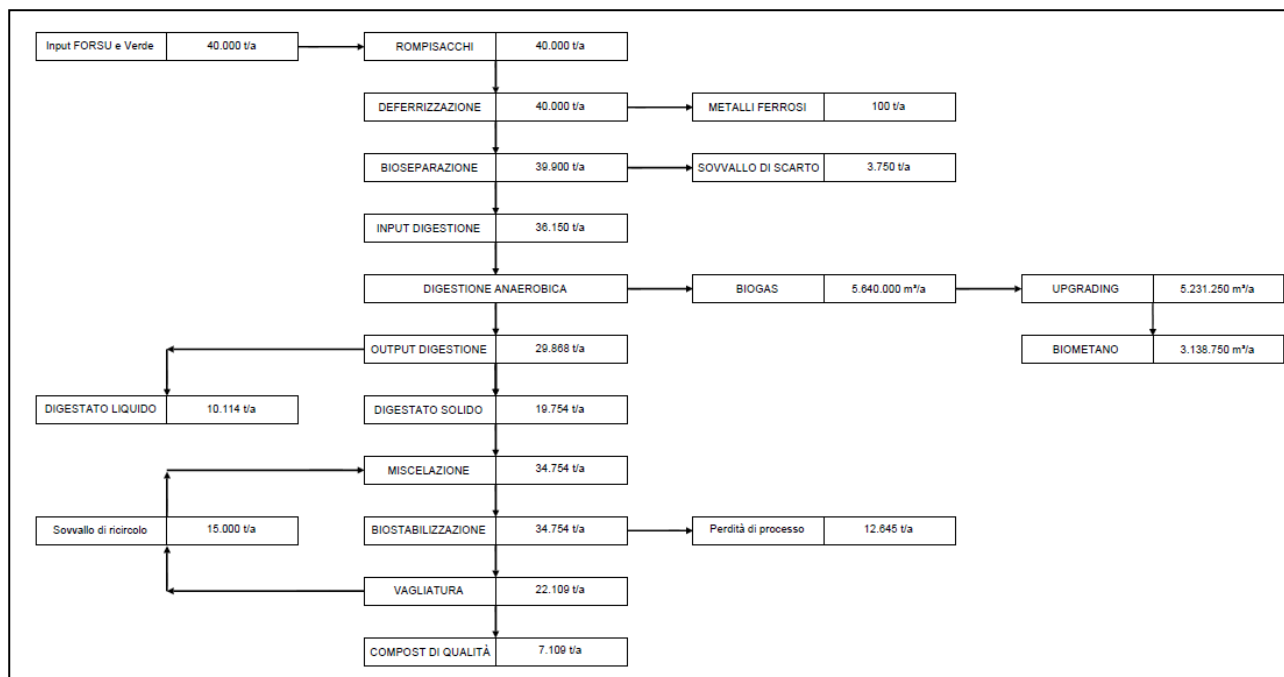 Input FORSU e Verde 40.000 t/a ROMPISACCHI 40.000 t/a
DEFERRIZZAZIONE 40.000 t/a METALLI FERROSI 100 t/a
BIOSEPARAZIONE 39.900 t/a SOVVALLO DI SCARTO 3.750 t/a
INPUT DIGESTIONE 36.150 t/a
DIGESTIONE ANAEROBICA BIOGAS 5.640.000 m³/a UPGRADING 5.231.250 m³/a
OUTPUT DIGESTIONE 29.868 t/a BIOMETANO 3.138.750 m³/a
DIGESTATO LIQUIDO 10.114 t/a DIGESTATO SOLIDO 19.754 t/a
MISCELAZIONE 34.754 t/a
Sovvallo di ricircolo 15.000 t/a BIOSTABILIZZAZIONE 34.754 t/a Perdità di processo 12.645 t/a
VAGLIATURA 22.109 t/a
COMPOST DI QUALITÀ 7.109 t/a